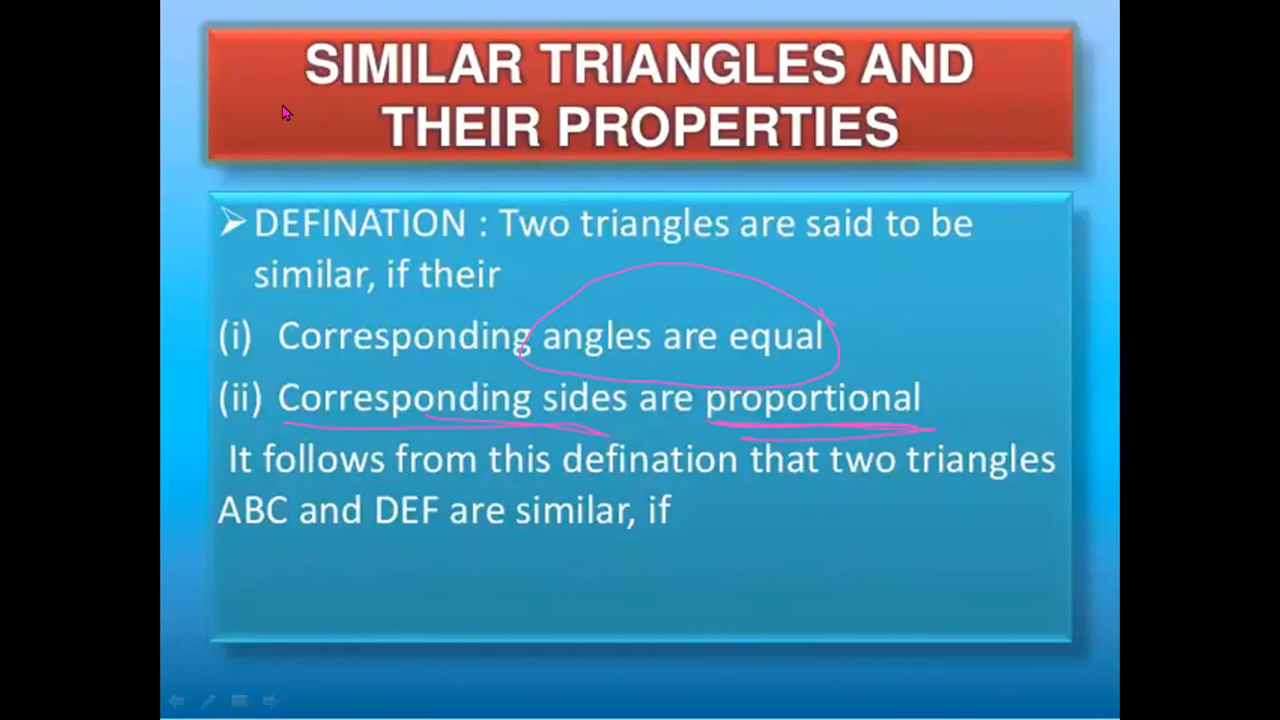 SIMILAR TRIANGLES AND
THEIR PROPERTIES
DEFINATION : Two triangles are said to be
similar, if their
(i) Corresponding angles are equal
(ii) Corresponding sides are proportional
It follows from this defination that two triangles
ABC and DEF are similar, if